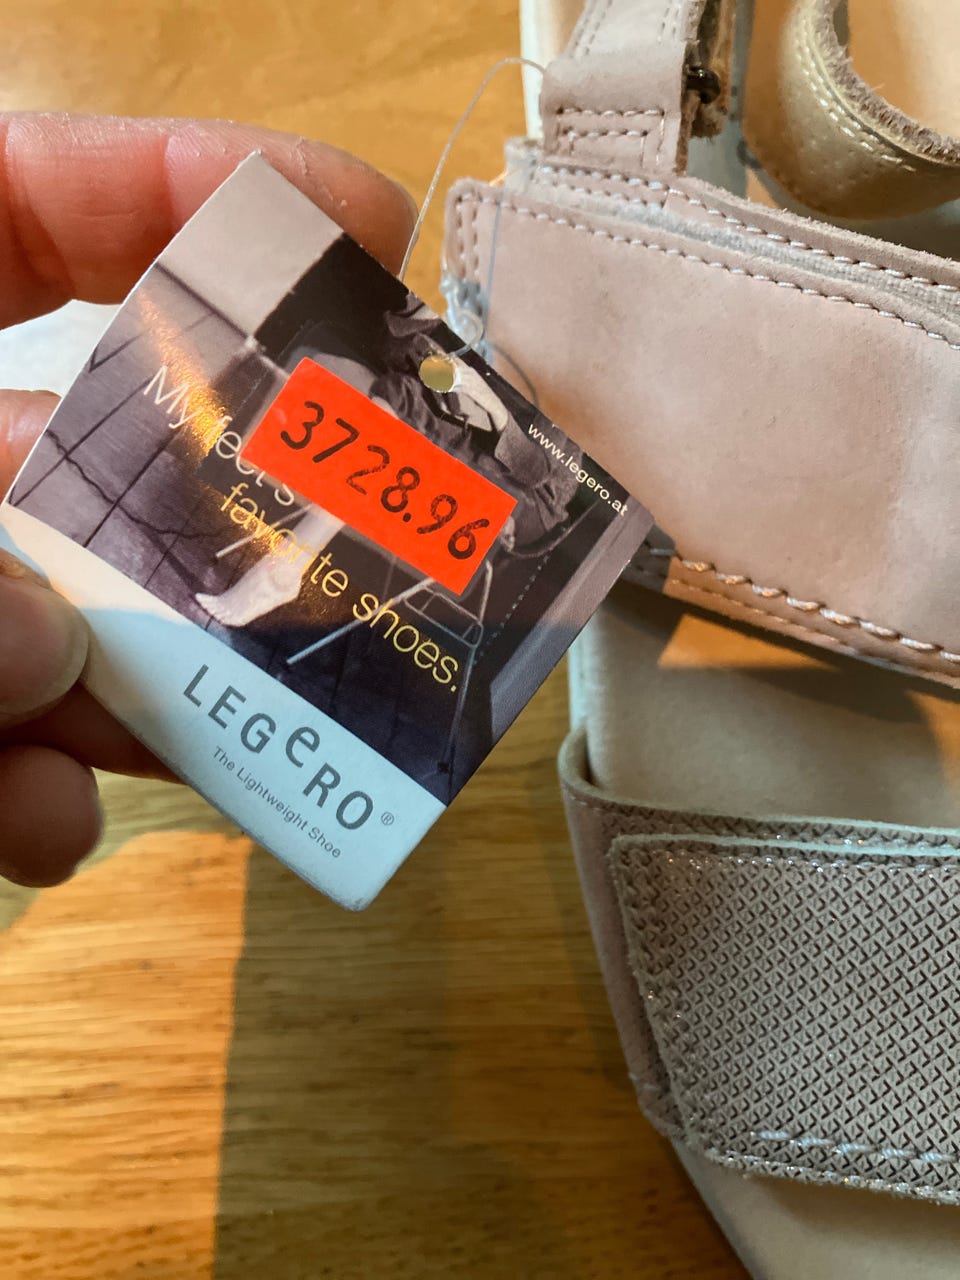 www.legero.at
3728.96
My feet's
favorite shoes.
LEGeRO®
The Lightweight Shoe